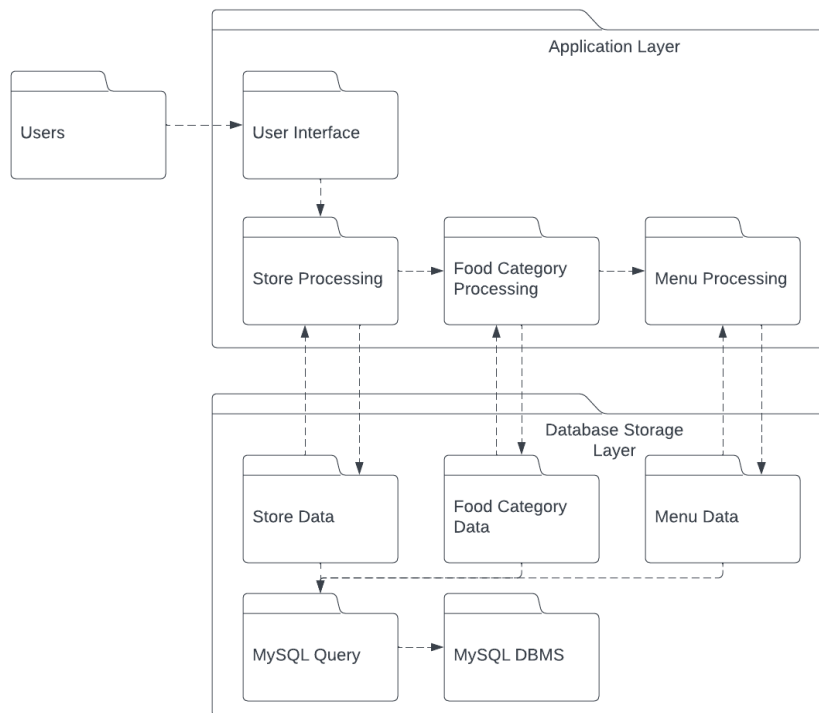 Application Layer
Users
User Interface
Store Processing
Food Category
Processing
Menu Processing
Database Storage
Layer
Store Data
Food Category
Data
Menu Data
MySQL Query
MySQL DBMS